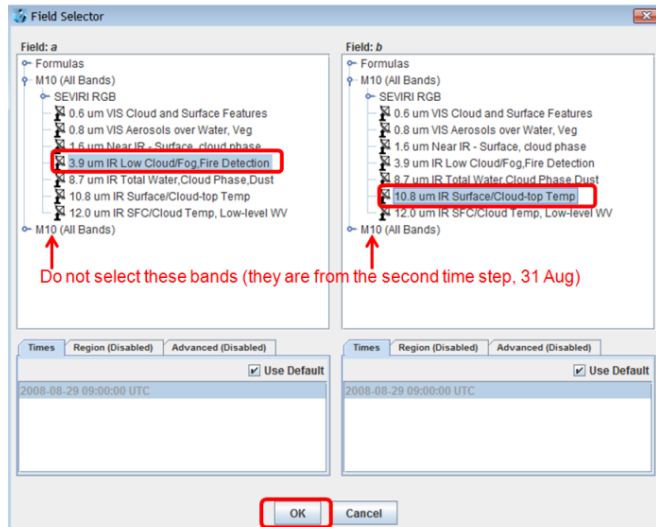 Field Selector
Field: a
Formulas
M10 (All Bands)
SEVIRI RGB
0.6 um VIS Cloud and Surface Features
0.8 um VIS Aerosols over Water, Veg
1.6 um Near IR - Surface, cloud phase
3.9 um IR Low Cloud/Fog,Fire Detection
8.7 um IR Total Water,Cloud Phase,Dust
10.8 um IR Surface/Cloud-top Temp
12.0 um IR SFC/Cloud Temp, Low-level WV
M10 (All Bands)
Field: b
Formulas
M10 (All Bands)
SEVIRI RGB
0.6 um VIS Cloud and Surface Features
0.8 um VIS Aerosols over Water, Veg
1.6 um Near IR - Surface, cloud phase
3.9 um IR Low Cloud/Fog,Fire Detection
8.7 um IR Total Water,Cloud Phase,Dust
10.8 um IR Surface/Cloud-top Temp
12.0 um IR SFC/Cloud Temp, Low-level WV
M10 (All Bands)
Do not select these bands (they are from the second time step, 31 Aug)
Times Region (Disabled) Advanced (Disabled)
Use Default
2008-08-29 09:00:00 UTC
Times Region (Disabled) Advanced (Disabled)
Use Default
2008-08-29 09:00:00 UTC
OK Cancel